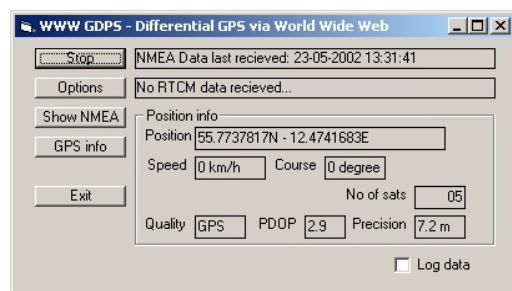 WWW GDPS - Differential GPS via World Wide Web
Stop NMEA Data last recieved: 23-05-2002 13:31:41
Options No RTCM data recieved...
Show NMEA Position info
Position 55.7737817N - 12.4741683E
GPS info
Speed 0 km/h Course 0 degree
Exit No of sats 05
Quality GPS PDOP 2.9 Precision 7.2 m
Log data